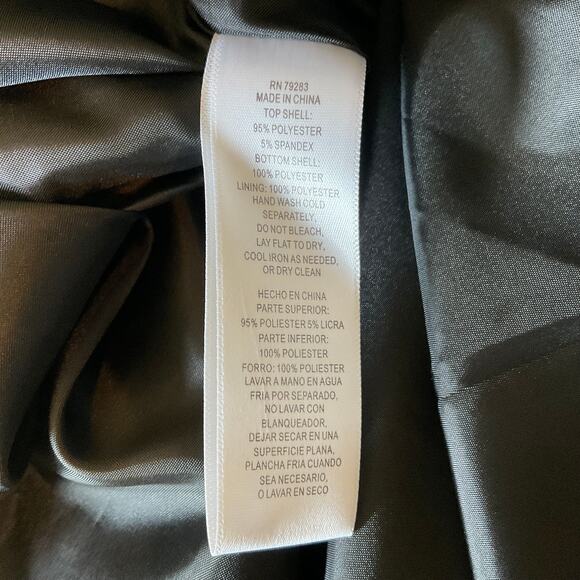 RN 79283
MADE IN CHINA
TOP SHELL:
95% POLYESTER
5% SPANDEX
BOTTOM SHELL:
100% POLYESTER
LINING: 100% POLYESTER
HAND WASH COLD
SEPARATELY,
DO NOT BLEACH,
LAY FLAT TO DRY,
COOL IRON AS NEEDED,
OR DRY CLEAN
HECHO EN CHINA
PARTE SUPERIOR:
95% POLIESTER 5% LICRA
PARTE INFERIOR:
100% POLIESTER
FORRO: 100% POLIESTER
LAVAR A MANO EN AGUA
FRIA POR SEPARADO,
NO LAVAR CON
BLANQUEADOR,
DEJAR SECAR EN UNA
SUPERFICIE PLANA,
PLANCHA FRIA CUANDO
SEA NECESARIO,
O LAVAR EN SECO